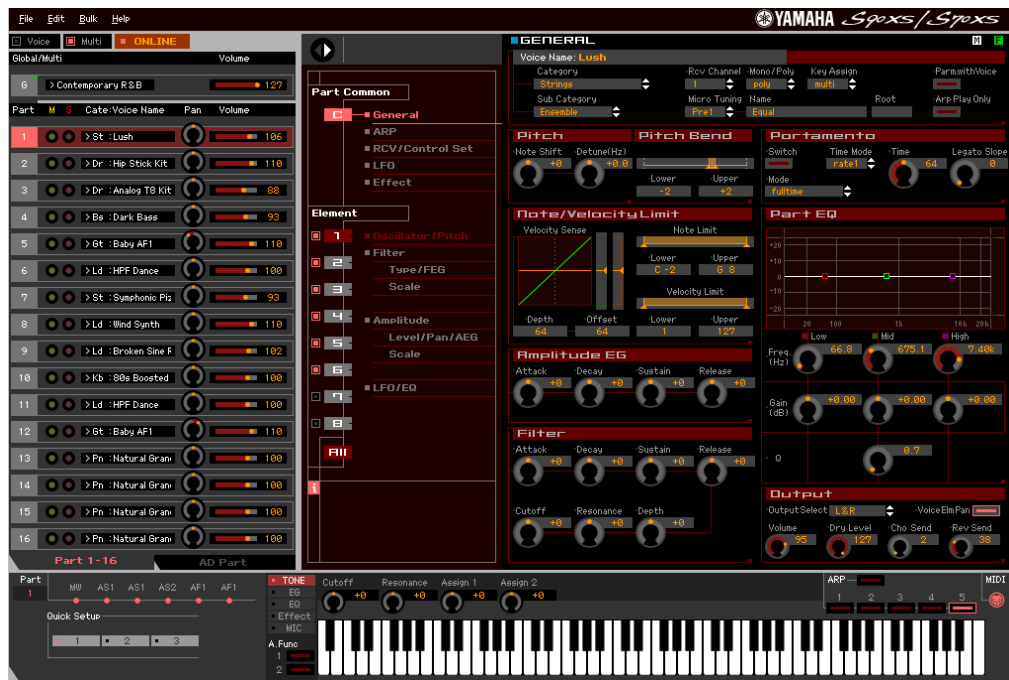 File Edit Bulk Help
YAMAHA S90XS/S70XS
Voice Multi ONLINE
Global/Multi Volume
G >Contemporary R&B 127
Part M S Cate:Voice Name Pan Volume
1 >St :Lush 106
2 >Dr :Hip Stick Kit 110
3 >Dr :Analog T8 Kit 88
4 >Bs :Dark Bass 93
5 >Gt :Baby AF1 110
6 >Ld :HPF Dance 100
7 >St :Symphonic Piz 93
8 >Ld :Wind Synth 110
9 >Ld :Broken Sine F 102
10 >Kb :80s Boosted 100
11 >Ld :HPF Dance 100
12 >Gt :Baby AF1 110
13 >Pn :Natural Gran 100
14 >Pn :Natural Gran 100
15 >Pn :Natural Gran 100
16 >Pn :Natural Gran 100
Part 1-16 AD Part
Part Common
C General
ARP
RCV/Control Set
LFO
Effect
Element
1 Oscillator/Pitch
2 Filter
Type/FEG
3 Scale
4 Amplitude
5 Level/Pan/AEG
Scale
6
7 LFO/EQ
8
All
i
GENERAL M F
Voice Name: Lush
Category Rcv Channel Mono/Poly Key Assign ParmwithVoice
Strings 1 poly multi
Sub Category Micro Tuning Name Root Arp Play Only
Ensemble Pre1 Equal
Pitch Pitch Bend Portamento
Note Shift Detune(Hz) Switch Time Mode Time Legato Slope
+0 +0.0 rate1 64 0
Lower Upper Mode
-2 +2 fulltime
Note/Velocity Limit Part EQ
Velocity Sense Note Limit
+20
+10
0
-10
-20
Lower Upper
C -2 G 8
Velocity Limit
Depth Offset Lower Upper
64 64 1 127
20 100 1k 10k 20k
Low Mid High
Freq. (Hz) 66.8 675.1 7.40k
Amplitude EG
Attack Decay Sustain Release
+0 +0 +0 +0
Gain (dB) +0.00 +0.00 +0.00
Filter
Attack Decay Sustain Release
+0 +0 +0 +0
Q 0.7
Cutoff Resonance Depth
+0 +0 +0
Output
OutputSelect L&R VoiceElmPan
Volume Dry Level Cho Send Rev Send
95 127 2 38
Part
1
MW AS1 AS1 AS2 AF1 AF1
Quick Setup
1 2 3
TONE
EG
EQ
Effect
MIC
A.Func
1
2
Cutoff Resonance Assign 1 Assign 2
+0 +0 +0 +0
ARP MIDI
1 2 3 4 5